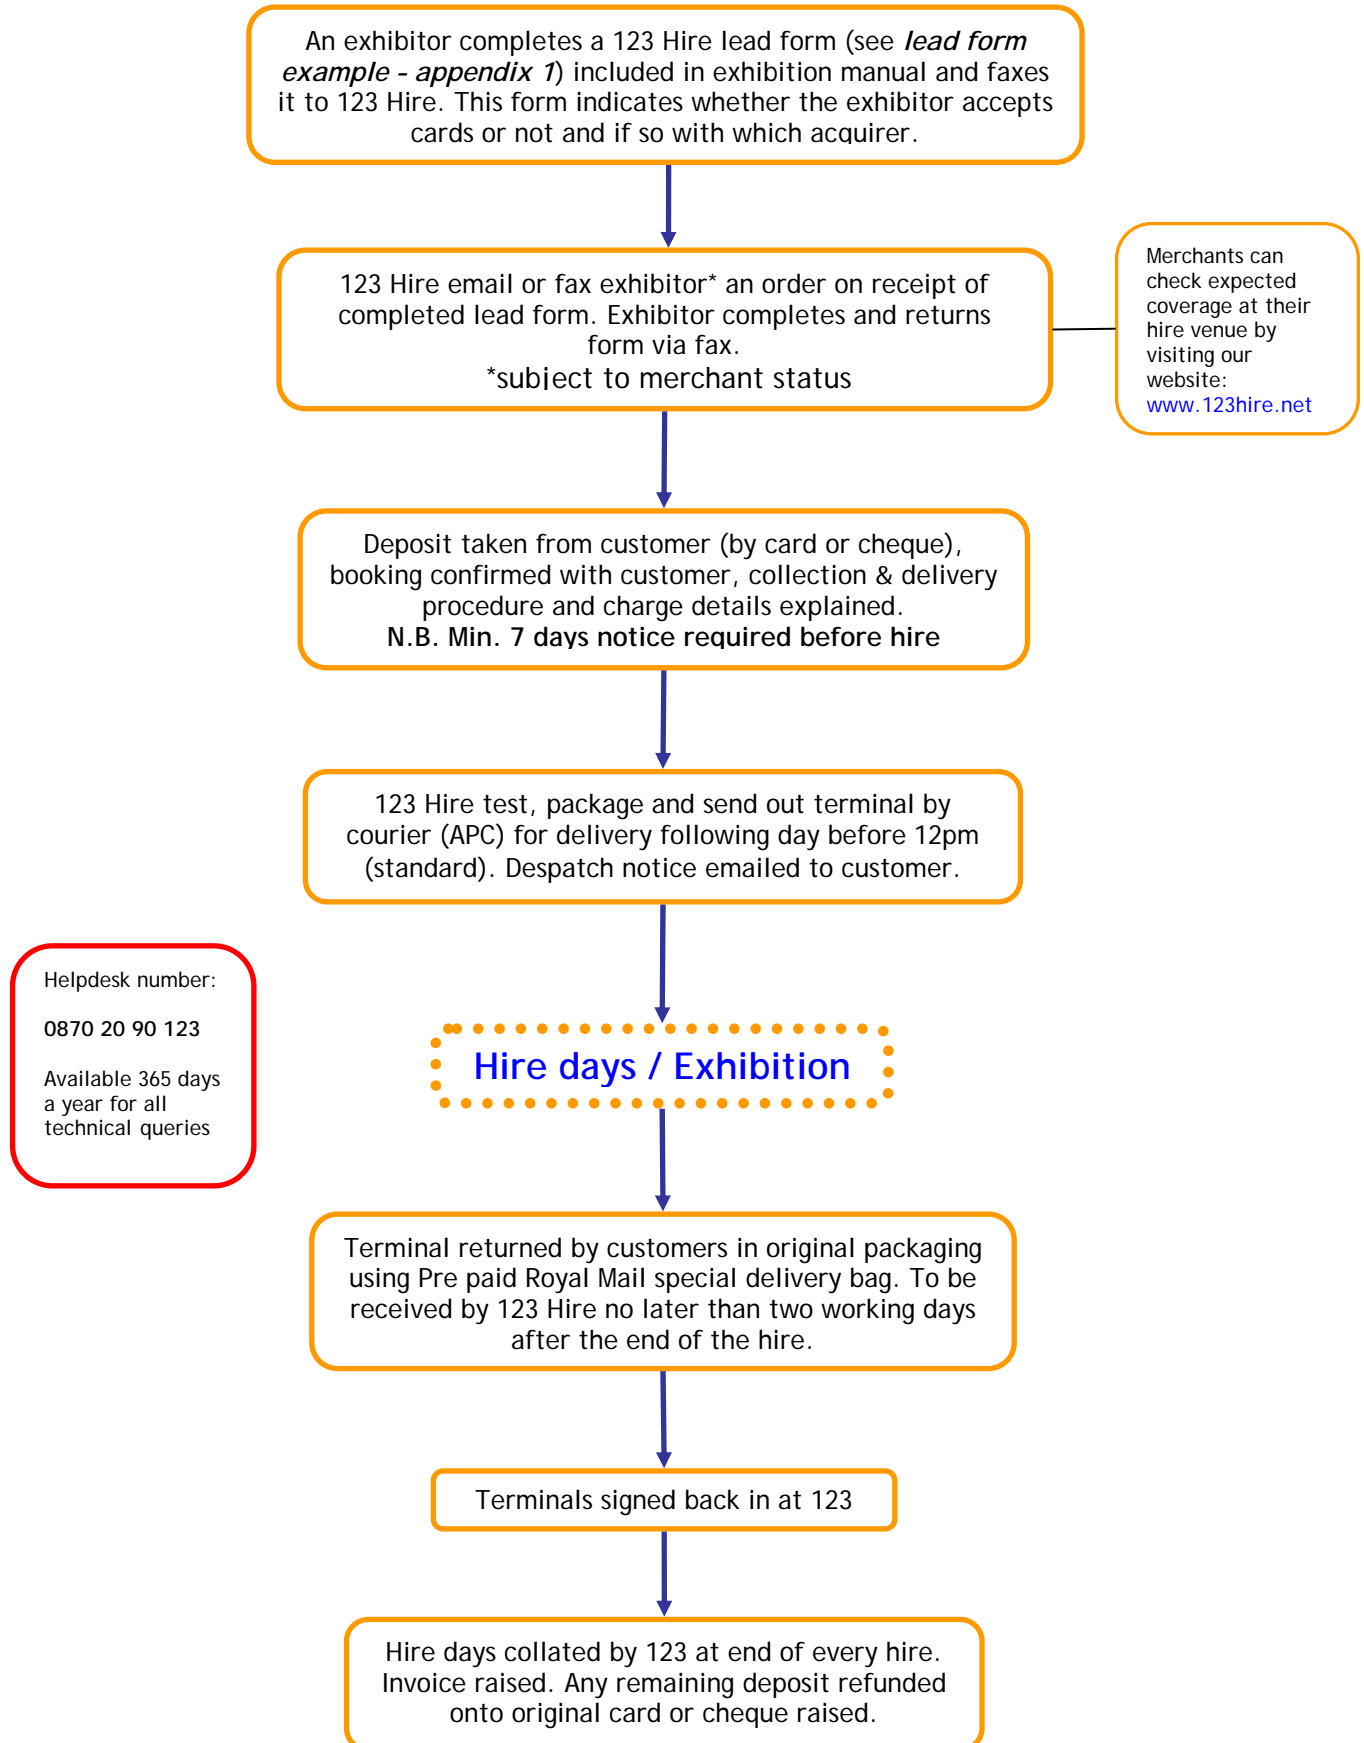 An exhibitor completes a 123 Hire lead form (see lead form
example - appendix 1) included in exhibition manual and faxes
it to 123 Hire. This form indicates whether the exhibitor accepts
cards or not and if so with which acquirer.
123 Hire email or fax exhibitor* an order on receipt of
completed lead form. Exhibitor completes and returns
form via fax.
*subject to merchant status
Merchants can
check expected
coverage at their
hire venue by
visiting our
website:
www.123hire.net
Deposit taken from customer (by card or cheque),
booking confirmed with customer, collection & delivery
procedure and charge details explained.
N.B. Min. 7 days notice required before hire
123 Hire test, package and send out terminal by
courier (APC) for delivery following day before 12pm
(standard). Despatch notice emailed to customer.
Helpdesk number:
0870 20 90 123
Available 365 days
a year for all
technical queries
Hire days / Exhibition
Terminal returned by customers in original packaging
using Pre paid Royal Mail special delivery bag. To be
received by 123 Hire no later than two working days
after the end of the hire.
Terminals signed back in at 123
Hire days collated by 123 at end of every hire.
Invoice raised. Any remaining deposit refunded
onto original card or cheque raised.